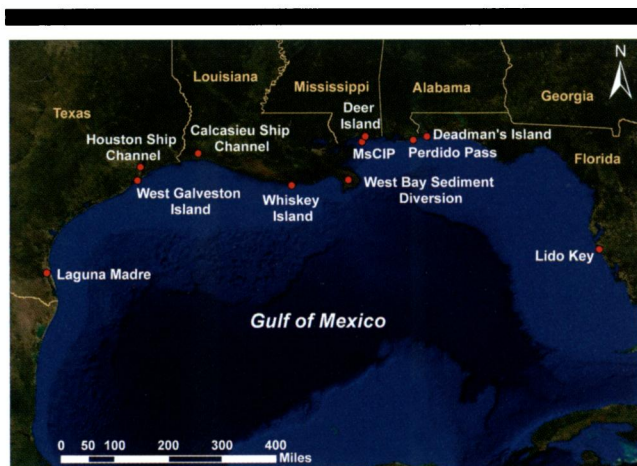 N
Louisiana
Mississippi
Alabama
Georgia
Texas
Deer
Island
Houston Ship
Channel
Calcasieu Ship
Channel
Deadman's Island
MsCIP
Perdido Pass
Florida
West Galveston
Island
Whiskey
Island
West Bay Sediment
Diversion
Lido Key
Laguna Madre
Gulf of Mexico
0 50 100 200 300 400
Miles